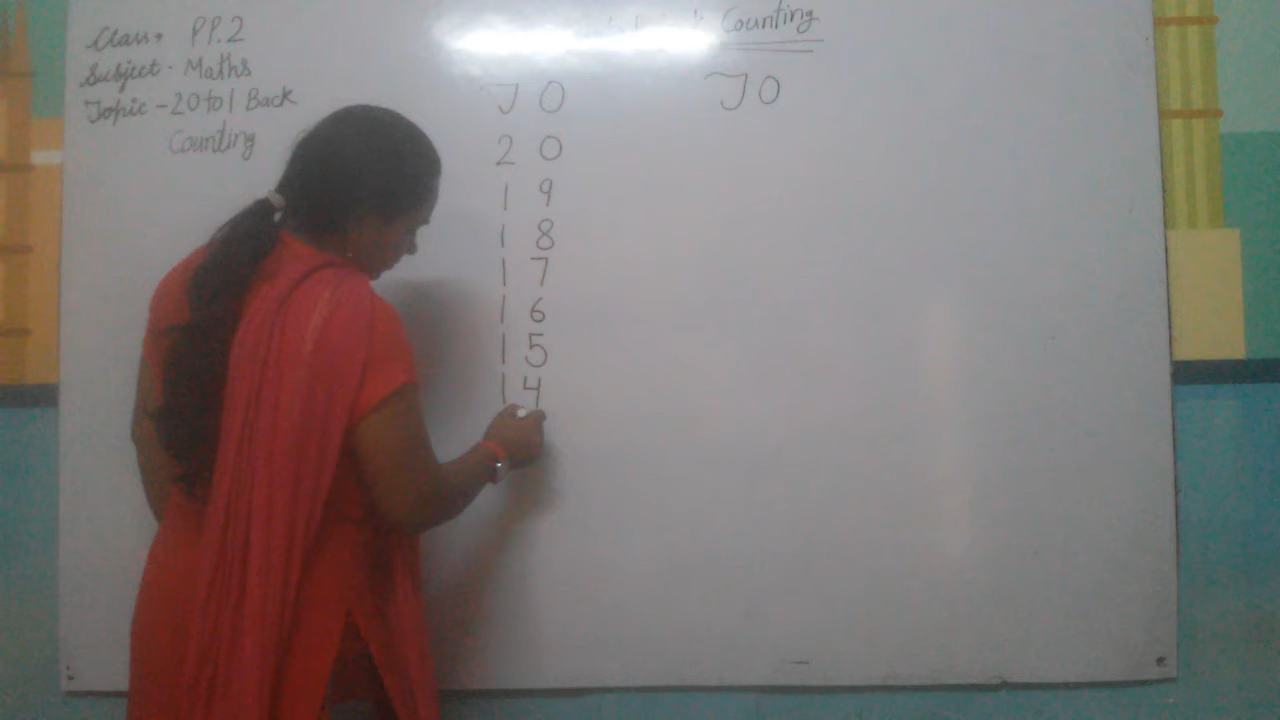 Class → PP.2
Subject - Maths
Topic - 20 to 1 Back
Counting
Counting
T O
2 0
1 9
1 8
1 7
1 6
1 5
1 4
T O